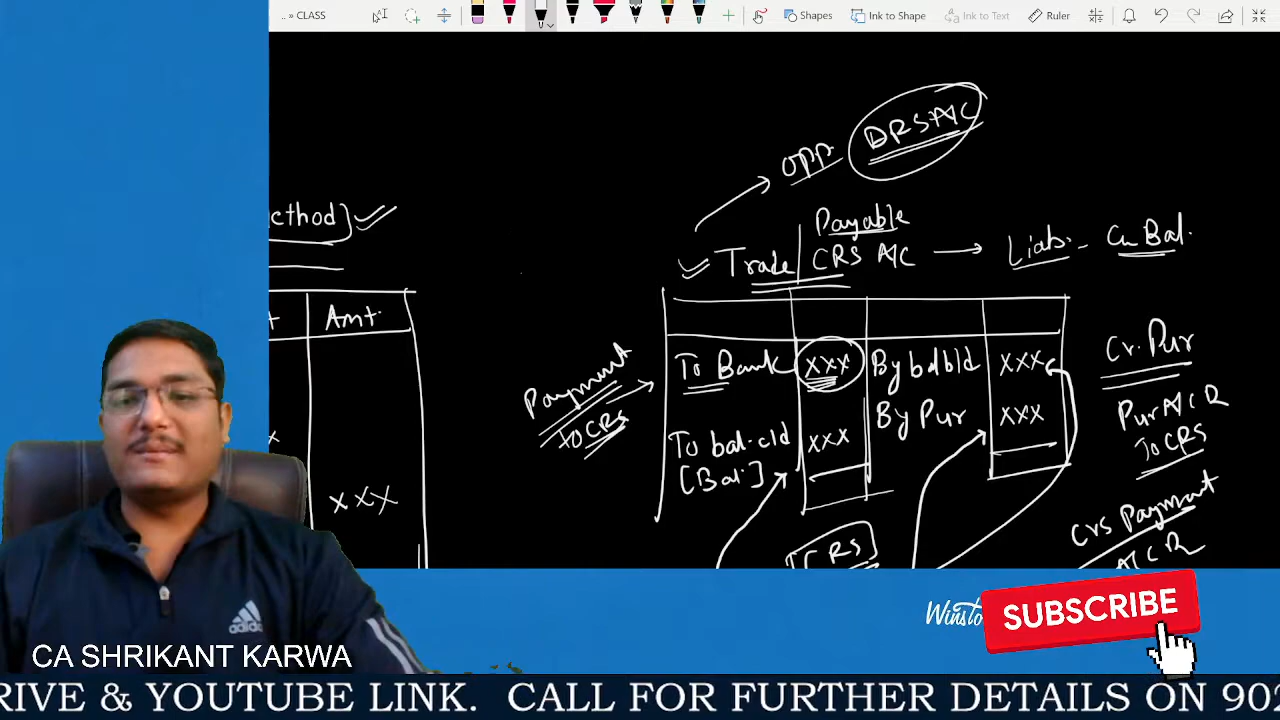 .. » CLASS
Shapes
Ink to Shape
Ink to Text
Ruler
Opp. DRS A/C
Payable
Trade CRS A/C → Liab. - Cr Bal.
ethod] ✓
Amt.
xxx
Payment
To CRS
To Bank xxx By bal b/d xxx
By Pur xxx
To bal. c/d xxx
[Bal.]
[CRS]
Cr. Pur
Pur A/C D
To CRS
Crs Payment
A/C D
SUBSCRIBE
CA SHRIKANT KARWA
RIVE & YOUTUBE LINK. CALL FOR FURTHER DETAILS ON 902